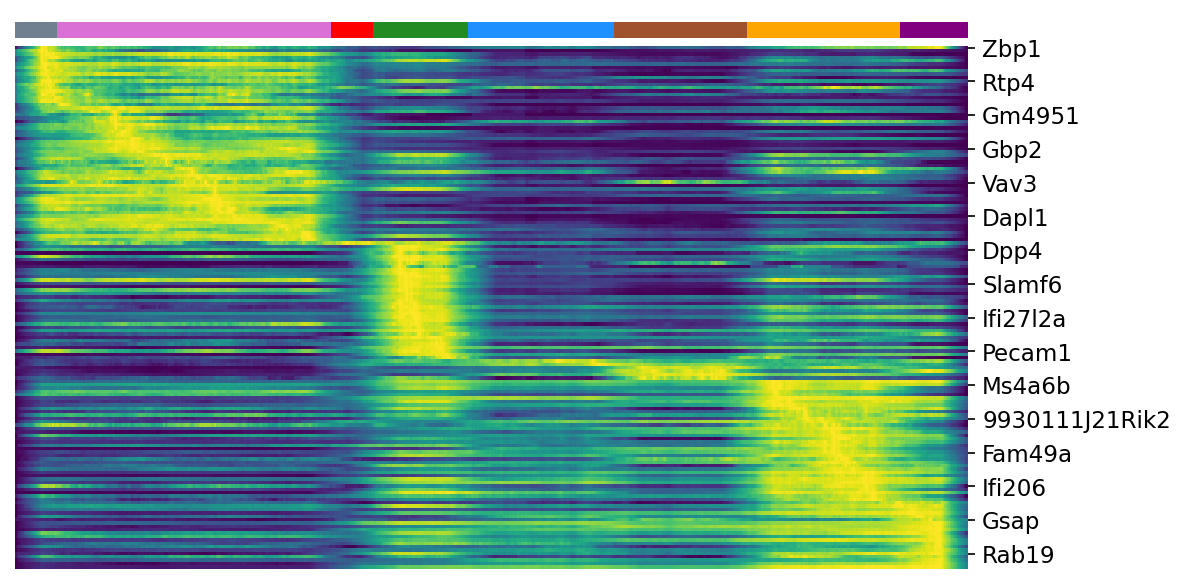 Zbp1
Rtp4
Gm4951
Gbp2
Vav3
Dapl1
Dpp4
Slamf6
Ifi27l2a
Pecam1
Ms4a6b
9930111J21Rik2
Fam49a
Ifi206
Gsap
Rab19